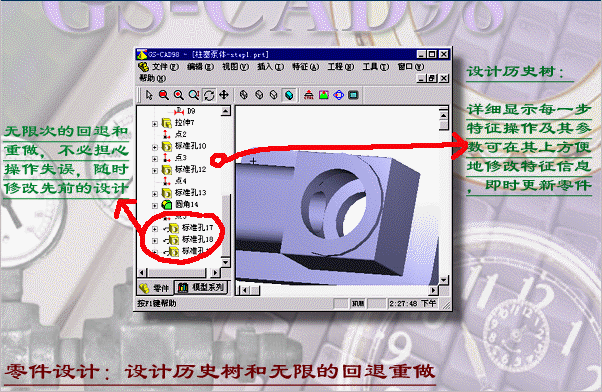 GS-CAD98
GS-CAD98 - [柱塞泵体-step1.prt]
文件(F) 编辑(E) 视图(V) 插入(I) 特征(A) 工程(R) 工具(T) 窗口(W)
帮助(H)
D9
拉伸7
点2
标准孔10
点3
标准孔12
点4
标准孔13
圆角14
标准孔17
标准孔18
标准孔
零件 模型系列
按F1键帮助
2:27:48 下午
无限次的回退和
重做，不必担心
操作失误，随时
修改先前的设计
设计历史树：
详细显示每一步
特征操作及其参
数可在其上方便
地修改特征信息
，即时更新零件
零件设计：设计历史树和无限的回退重做